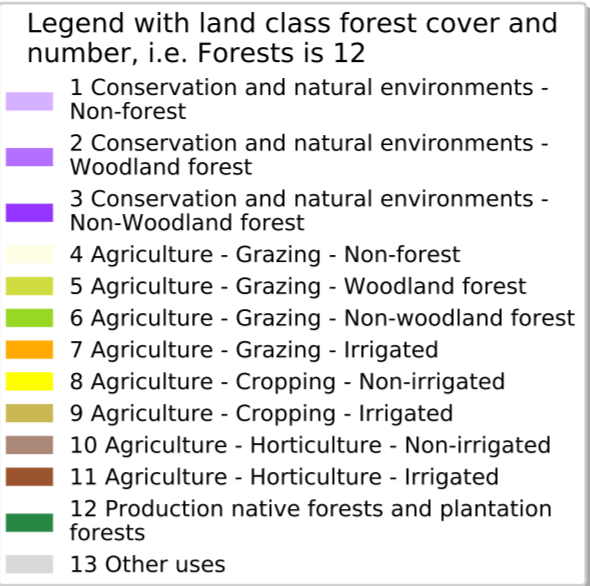 Legend with land class forest cover and
number, i.e. Forests is 12
1 Conservation and natural environments -
Non-forest
2 Conservation and natural environments -
Woodland forest
3 Conservation and natural environments -
Non-Woodland forest
4 Agriculture - Grazing - Non-forest
5 Agriculture - Grazing - Woodland forest
6 Agriculture - Grazing - Non-woodland forest
7 Agriculture - Grazing - Irrigated
8 Agriculture - Cropping - Non-irrigated
9 Agriculture - Cropping - Irrigated
10 Agriculture - Horticulture - Non-irrigated
11 Agriculture - Horticulture - Irrigated
12 Production native forests and plantation
forests
13 Other uses